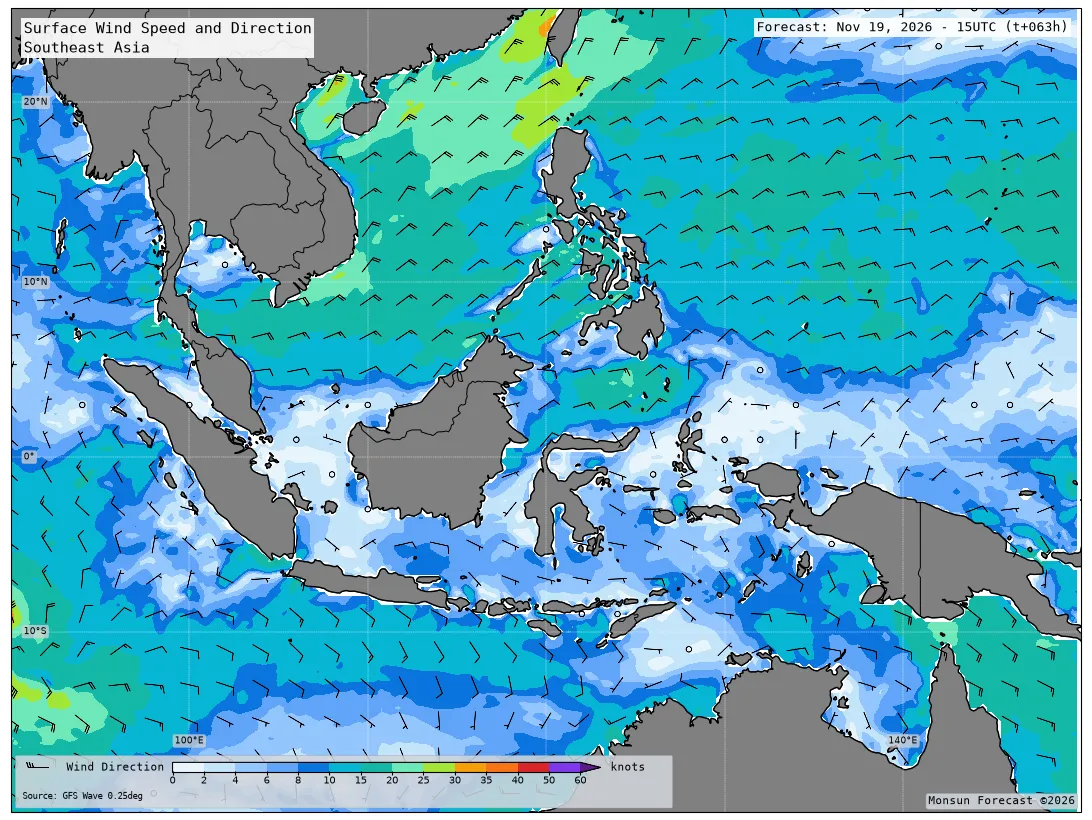 Surface Wind Speed and Direction
Southeast Asia
Forecast: Nov 19, 2026 - 15UTC (t+063h)
20°N
10°N
0°
10°S
100°E
140°E
Wind Direction
0 2 4 6 8 10 15 20 25 30 35 40 50 60
knots
Source: GFS Wave 0.25deg
Monsun Forecast ©2026